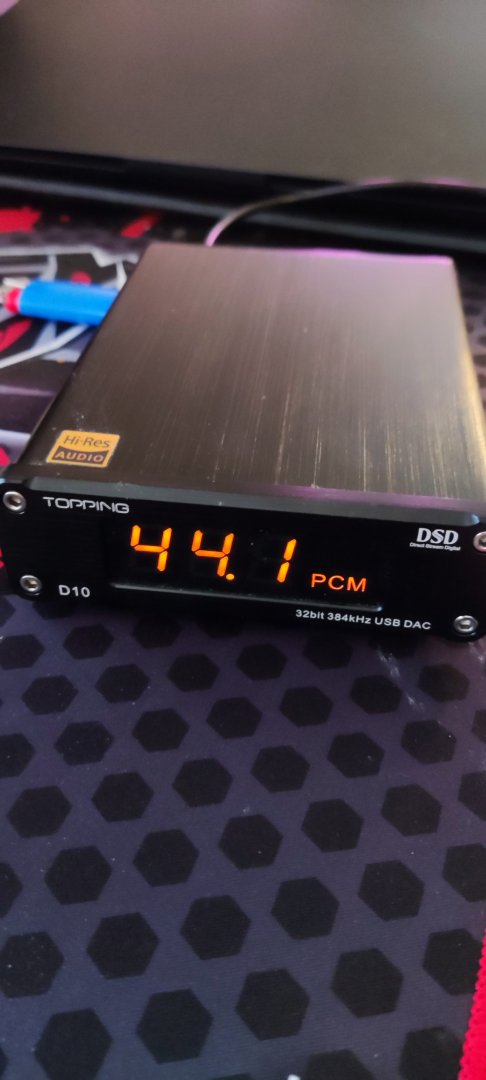 Hi-Res
AUDIO
TOPPING
44.1 PCM
DSD
Direct Stream Digital
D10
32bit 384kHz USB DAC